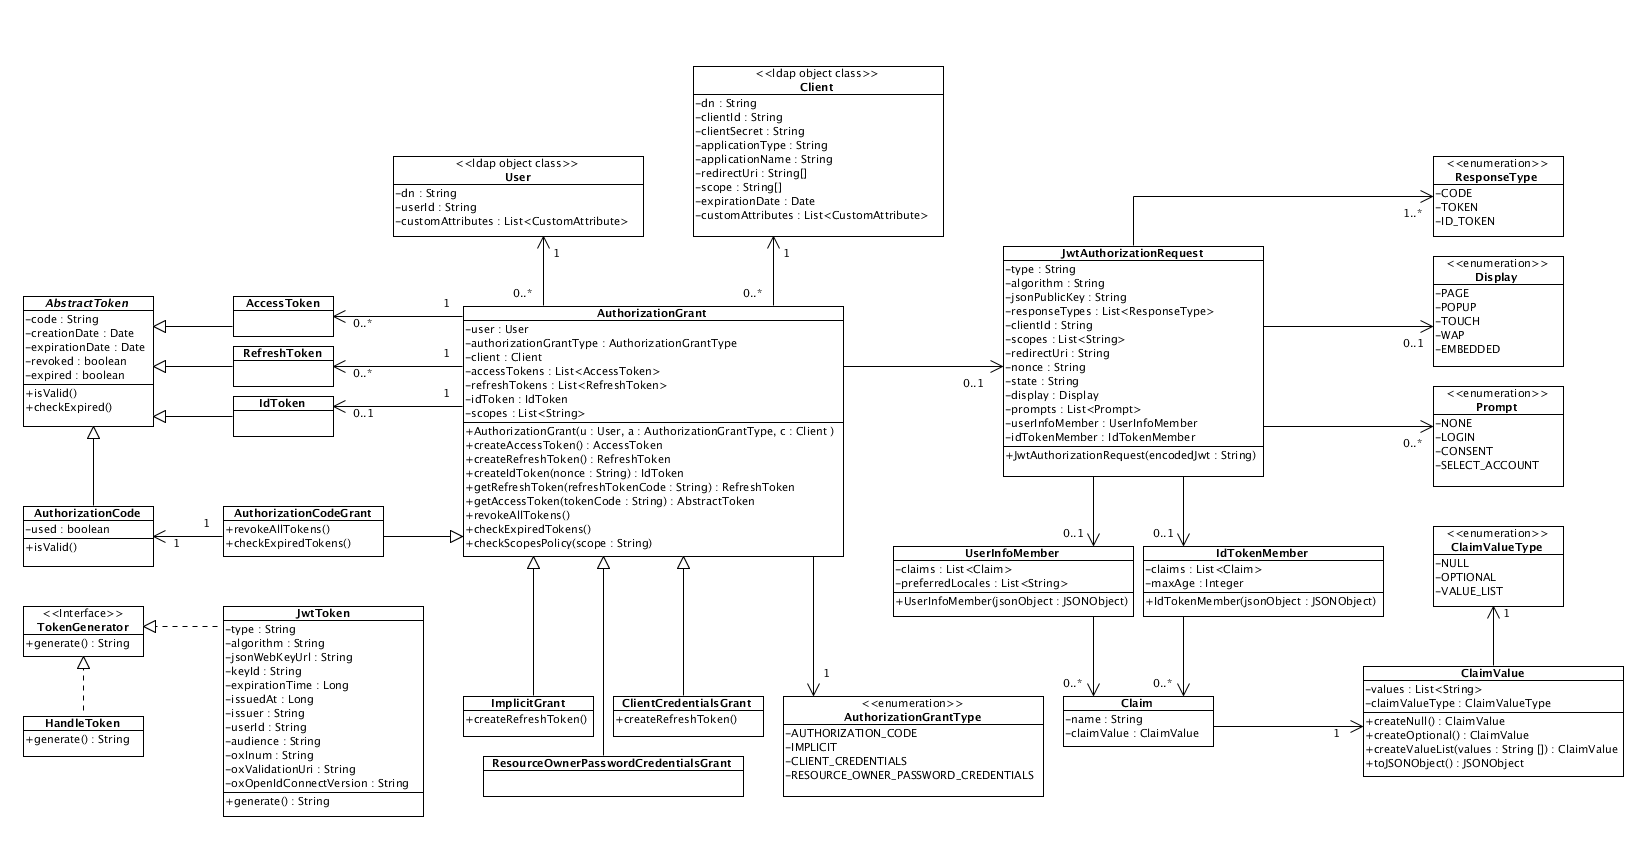 <<ldap object class>>
Client
-dn : String
-clientId : String
-clientSecret : String
-applicationType : String
-applicationName : String
-redirectUri : String[]
-scope : String[]
-expirationDate : Date
-customAttributes : List<CustomAttribute>
<<ldap object class>>
User
-dn : String
-userId : String
-customAttributes : List<CustomAttribute>
1
0..*
1
0..*
AbstractToken
-code : String
-creationDate : Date
-expirationDate : Date
-revoked : boolean
-expired : boolean
+isValid()
+checkExpired()
AccessToken
RefreshToken
IdToken
1
0..*
1
0..*
1
0..1
AuthorizationGrant
-user : User
-authorizationGrantType : AuthorizationGrantType
-client : Client
-accessTokens : List<AccessToken>
-refreshTokens : List<RefreshToken>
-idToken : IdToken
-scopes : List<String>
+AuthorizationGrant(u : User, a : AuthorizationGrantType, c : Client )
+createAccessToken() : AccessToken
+createRefreshToken() : RefreshToken
+createIdToken(nonce : String) : IdToken
+getRefreshToken(refreshTokenCode : String) : RefreshToken
+getAccessToken(tokenCode : String) : AbstractToken
+revokeAllTokens()
+checkExpiredTokens()
+checkScopesPolicy(scope : String)
0..1
JwtAuthorizationRequest
-type : String
-algorithm : String
-jsonPublicKey : String
-responseTypes : List<ResponseType>
-clientId : String
-scopes : List<String>
-redirectUri : String
-nonce : String
-state : String
-display : Display
-prompts : List<Prompt>
-userInfoMember : UserInfoMember
-idTokenMember : IdTokenMember
+JwtAuthorizationRequest(encodedJwt : String)
<<enumeration>>
ResponseType
-CODE
-TOKEN
-ID_TOKEN
1..*
<<enumeration>>
Display
-PAGE
-POPUP
-TOUCH
-WAP
-EMBEDDED
0..1
<<enumeration>>
Prompt
-NONE
-LOGIN
-CONSENT
-SELECT_ACCOUNT
0..*
AuthorizationCode
-used : boolean
+isValid()
1
1
AuthorizationCodeGrant
+revokeAllTokens()
+checkExpiredTokens()
0..1
0..1
UserInfoMember
-claims : List<Claim>
-preferredLocales : List<String>
+UserInfoMember(jsonObject : JSONObject)
IdTokenMember
-claims : List<Claim>
-maxAge : Integer
+IdTokenMember(jsonObject : JSONObject)
<<enumeration>>
ClaimValueType
-NULL
-OPTIONAL
-VALUE_LIST
1
<<Interface>>
TokenGenerator
+generate() : String
HandleToken
+generate() : String
JwtToken
-type : String
-algorithm : String
-jsonWebKeyUrl : String
-keyId : String
-expirationTime : Long
-issuedAt : Long
-issuer : String
-userId : String
-audience : String
-oxInum : String
-oxValidationUri : String
-oxOpenIdConnectVersion : String
+generate() : String
ImplicitGrant
+createRefreshToken()
ClientCredentialsGrant
+createRefreshToken()
ResourceOwnerPasswordCredentialsGrant
1
<<enumeration>>
AuthorizationGrantType
-AUTHORIZATION_CODE
-IMPLICIT
-CLIENT_CREDENTIALS
-RESOURCE_OWNER_PASSWORD_CREDENTIALS
0..*
0..*
Claim
-name : String
-claimValue : ClaimValue
1
ClaimValue
-values : List<String>
-claimValueType : ClaimValueType
+createNull() : ClaimValue
+createOptional() : ClaimValue
+createValueList(values : String []) : ClaimValue
+toJSONObject() : JSONObject